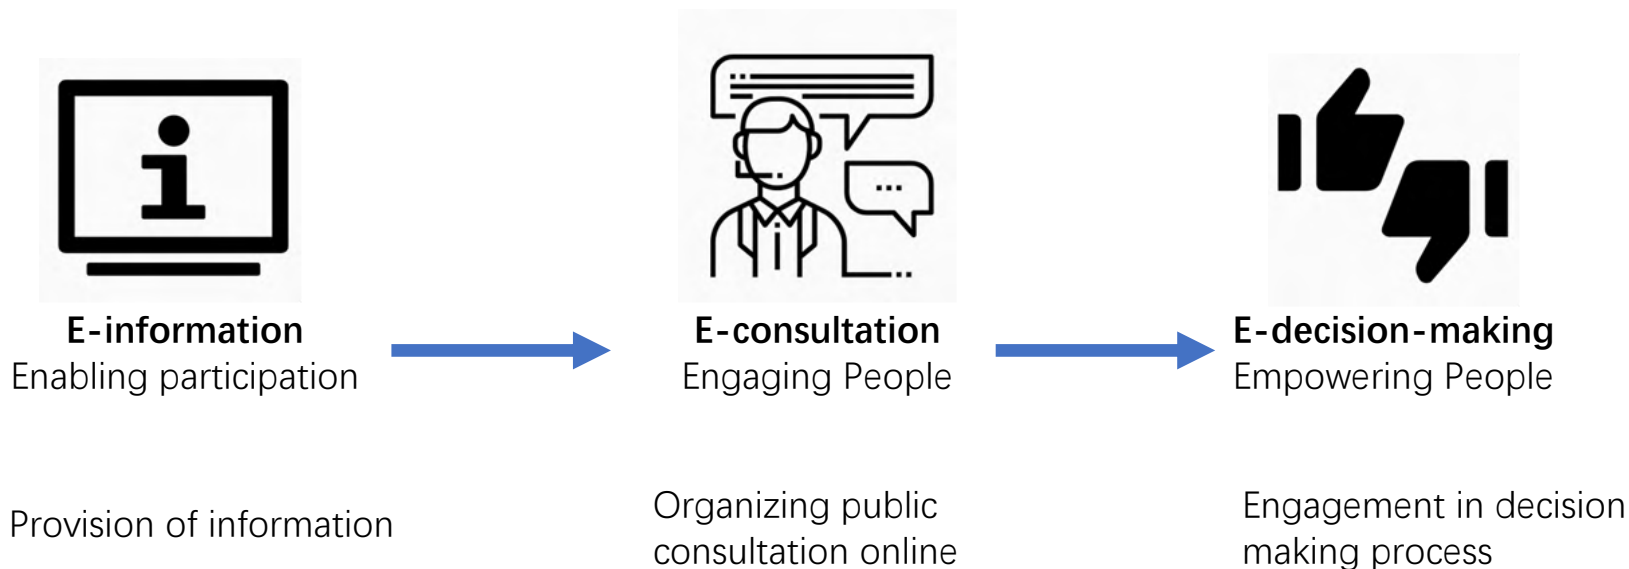 E-information
Enabling participation
E-consultation
Engaging People
E-decision-making
Empowering People
Provision of information
Organizing public
consultation online
Engagement in decision
making process